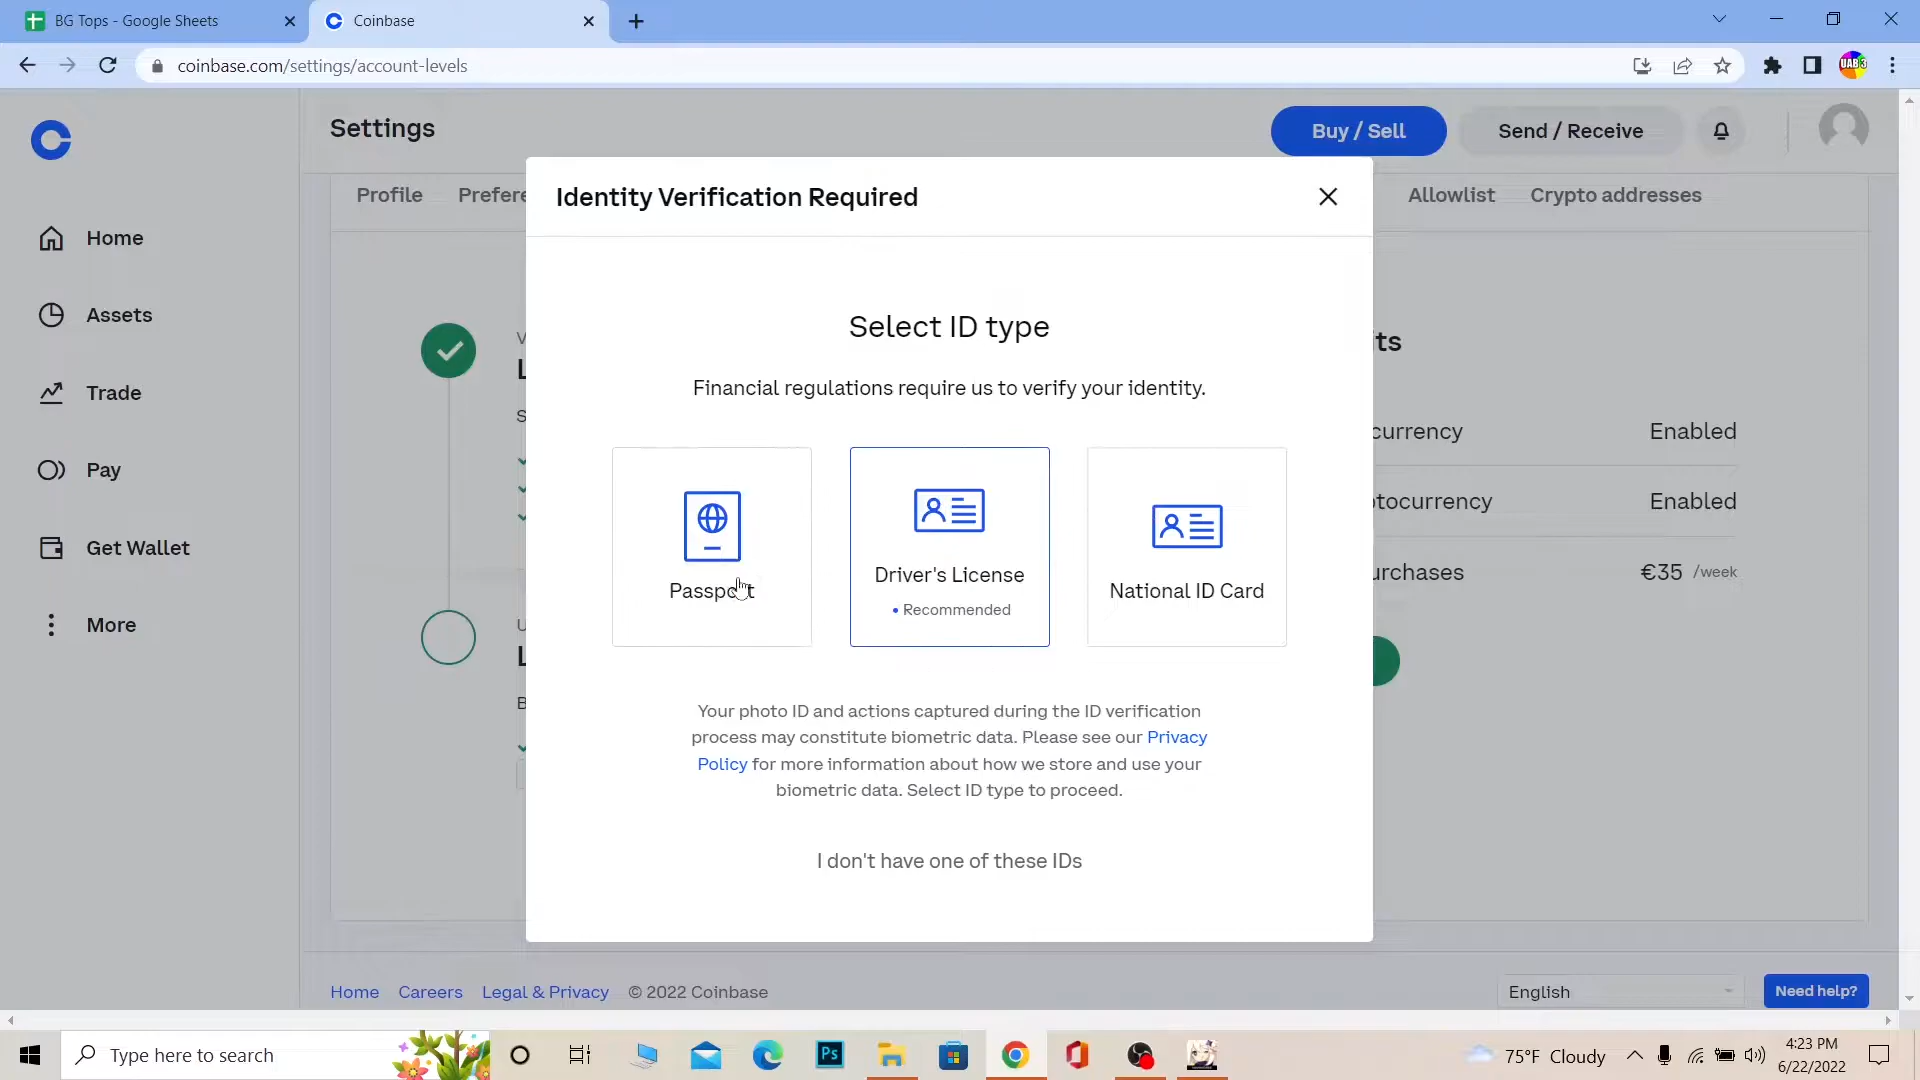 BG Tops - Google Sheets
Coinbase
coinbase.com/settings/account-levels
UAB 3
Settings
Buy / Sell
Send / Receive
Profile
Prefere
Allowlist
Crypto addresses
Home
Assets
Trade
Pay
Get Wallet
More
Identity Verification Required
Select ID type
Financial regulations require us to verify your identity.
Passport
Driver's License
• Recommended
National ID Card
Your photo ID and actions captured during the ID verification
process may constitute biometric data. Please see our Privacy
Policy for more information about how we store and use your
biometric data. Select ID type to proceed.
I don't have one of these IDs
ts
currency
Enabled
otocurrency
Enabled
urchases
€35 /week
Home
Careers
Legal & Privacy
© 2022 Coinbase
English
Need help?
Type here to search
Ps
75°F Cloudy
4:23 PM
6/22/2022